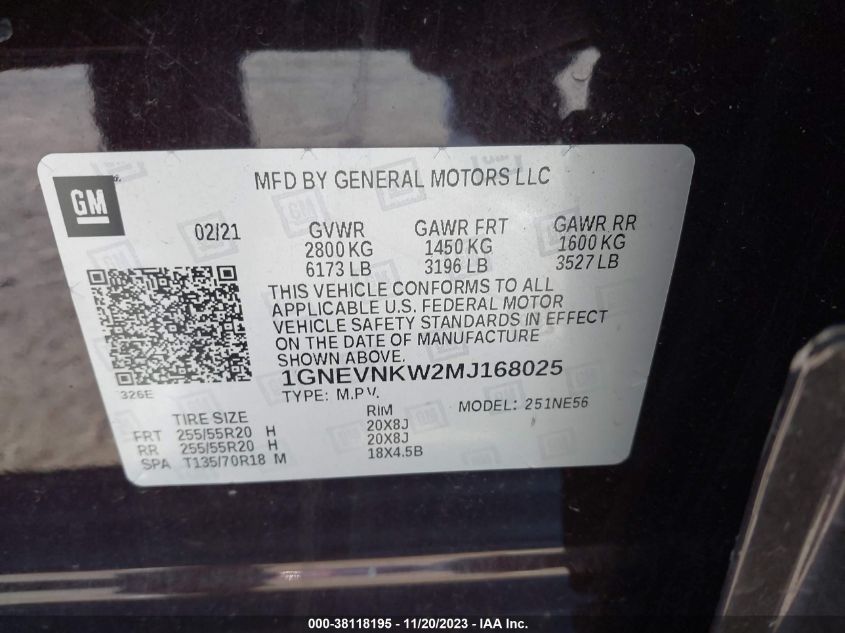 MFD BY GENERAL MOTORS LLC
GM
02/21 GVWR GAWR FRT GAWR RR
2800 KG 1450 KG 1600 KG
6173 LB 3196 LB 3527 LB
THIS VEHICLE CONFORMS TO ALL
APPLICABLE U.S. FEDERAL MOTOR
VEHICLE SAFETY STANDARDS IN EFFECT
ON THE DATE OF MANUFACTURE
SHOWN ABOVE.
1GNEVNKW2MJ168025
326E
TYPE: M.P.V. MODEL: 251NE56
TIRE SIZE RIM
FRT 255/55R20 H 20X8J
RR 255/55R20 H 20X8J
SPA T135/70R18 M 18X4.5B
000-38118195 - 11/20/2023 - IAA Inc.